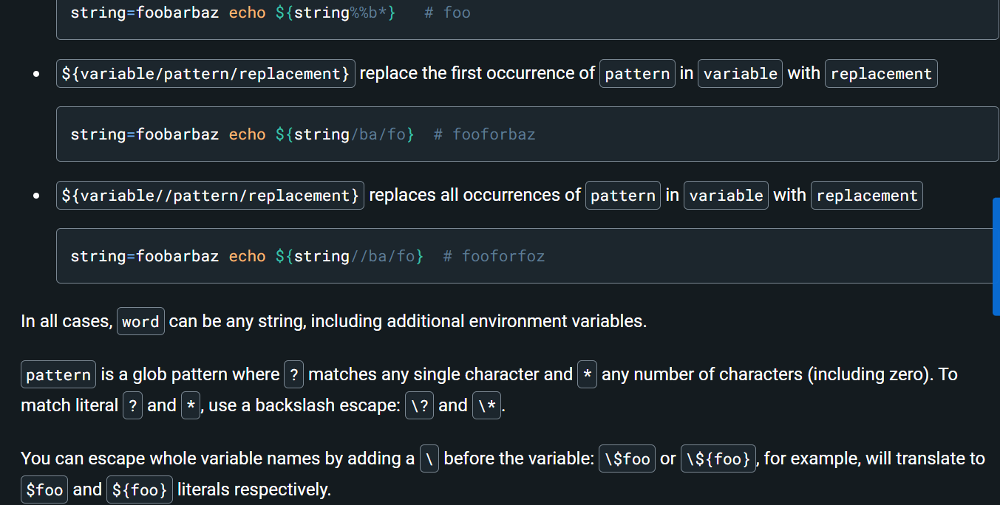 string=foobarbaz echo ${string%%b*}   # foo
• ${variable/pattern/replacement} replace the first occurrence of pattern in variable with replacement
string=foobarbaz echo ${string/ba/fo}  # fooforbaz
• ${variable//pattern/replacement} replaces all occurrences of pattern in variable with replacement
string=foobarbaz echo ${string//ba/fo}  # fooforfoz
In all cases, word can be any string, including additional environment variables.
pattern is a glob pattern where ? matches any single character and * any number of characters (including zero). To
match literal ? and *, use a backslash escape: \? and \*.
You can escape whole variable names by adding a \ before the variable: \$foo or \${foo}, for example, will translate to
$foo and ${foo} literals respectively.